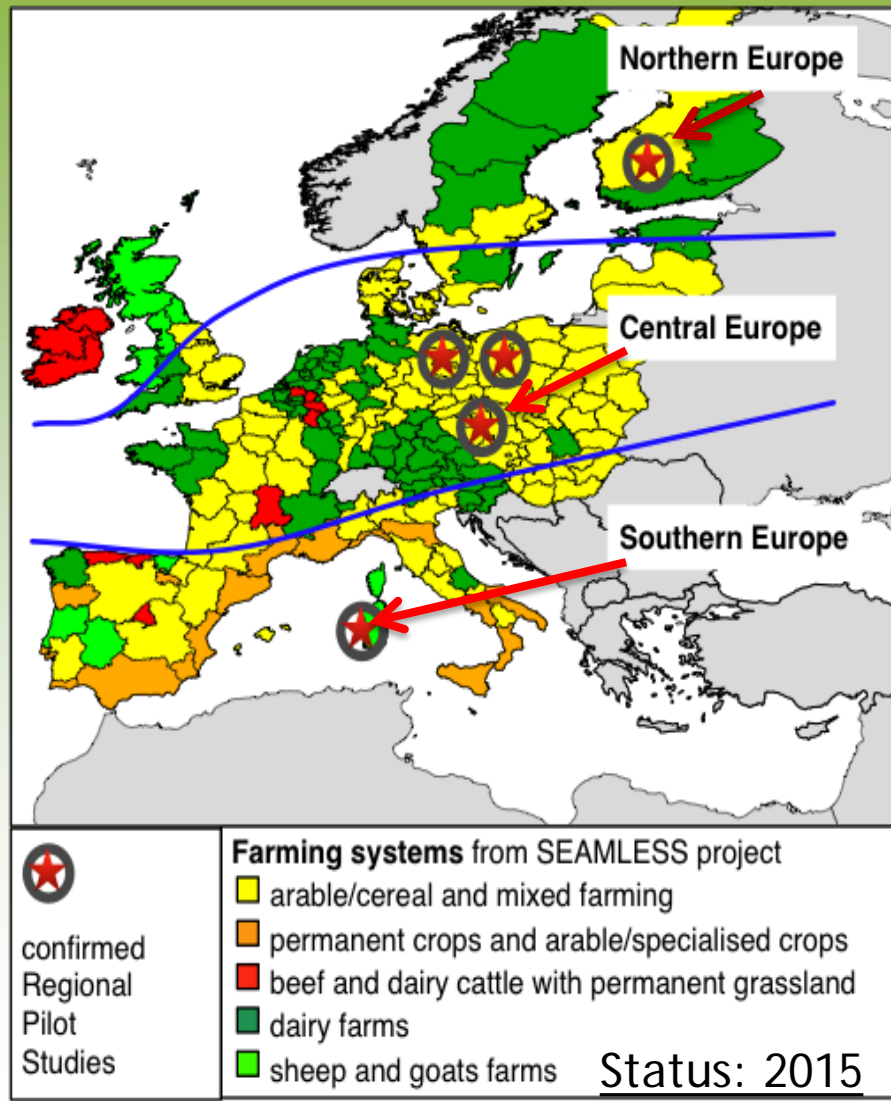 Northern Europe
Central Europe
Southern Europe
confirmed
Regional
Pilot
Studies
Farming systems from SEAMLESS project
arable/cereal and mixed farming
permanent crops and arable/specialised crops
beef and dairy cattle with permanent grassland
dairy farms
sheep and goats farms
Status: 2015